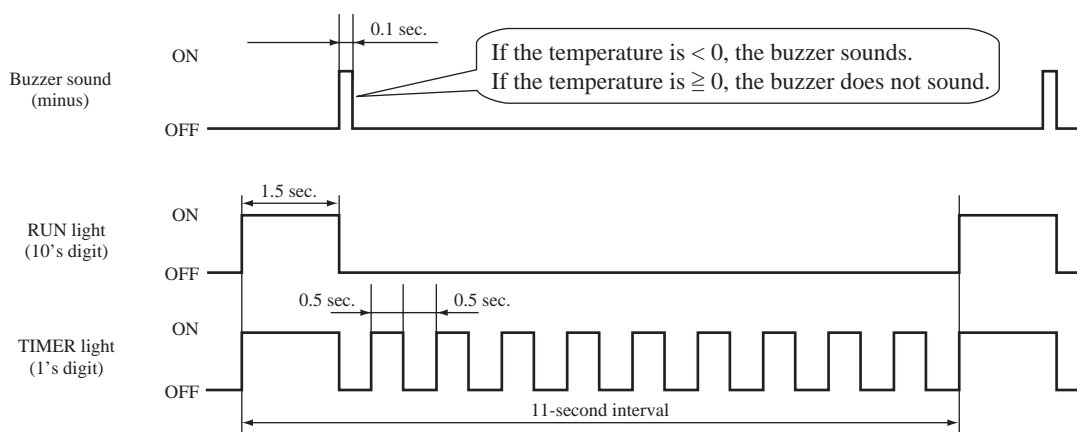 0.1 sec.
ON
If the temperature is < 0, the buzzer sounds.
If the temperature is ≧ 0, the buzzer does not sound.
Buzzer sound
(minus)
OFF
1.5 sec.
ON
RUN light
(10's digit)
OFF
0.5 sec.
0.5 sec.
ON
TIMER light
(1's digit)
OFF
11-second interval